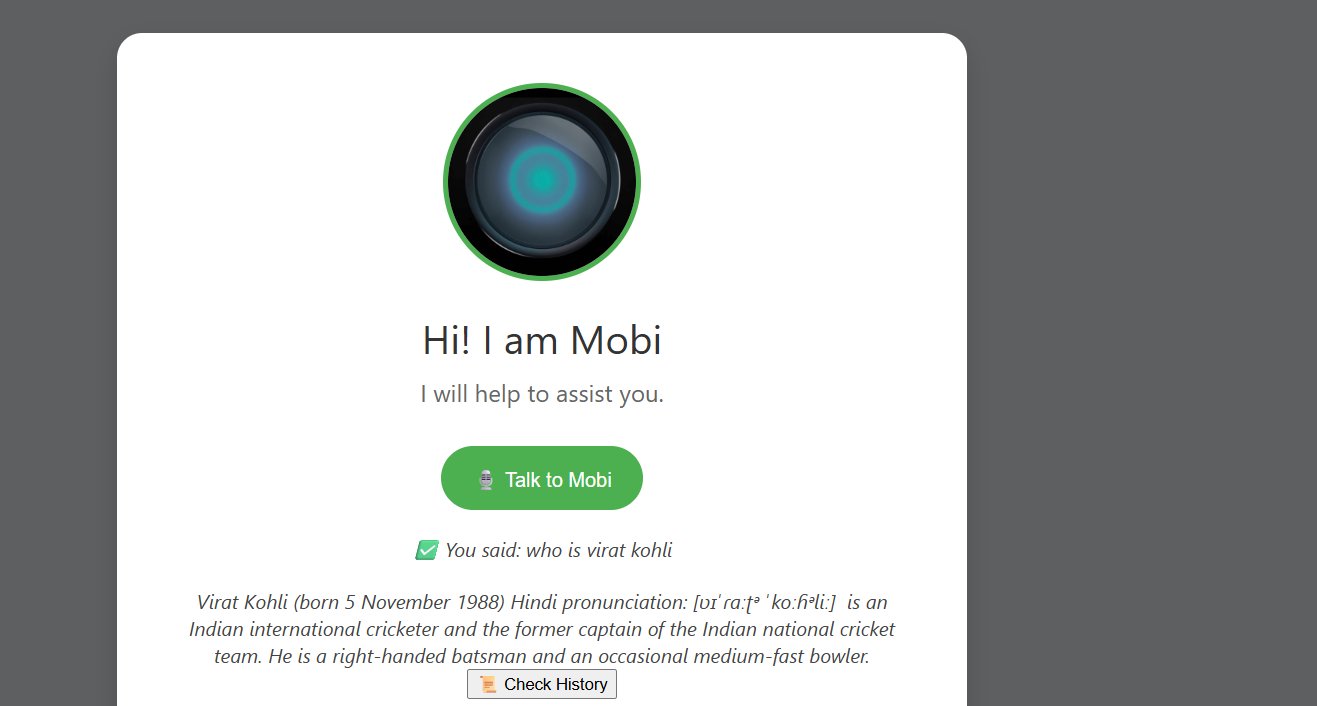 Hi! I am Mobi
I will help to assist you.
🎙️ Talk to Mobi
✅ You said: who is virat kohli
Virat Kohli (born 5 November 1988) Hindi pronunciation: [ʋɪˈɾaːʈᵊ ˈkoːɦᵊliː]  is an
Indian international cricketer and the former captain of the Indian national cricket
team. He is a right-handed batsman and an occasional medium-fast bowler.
📜 Check History